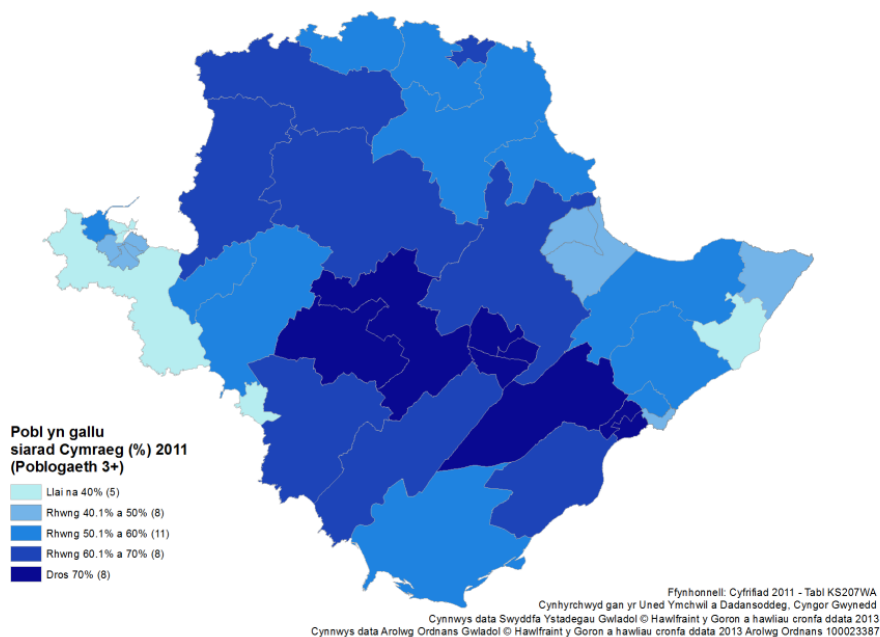 Pobl yn gallu
siarad Cymraeg (%) 2011
(Poblogaeth 3+)
Llai na 40% (5)
Rhwng 40.1% a 50% (8)
Rhwng 50.1% a 60% (11)
Rhwng 60.1% a 70% (8)
Dros 70% (8)
Ffynhonnell: Cyfrifiad 2011 - Tabl KS207WA
Cynhyrchwyd gan yr Uned Ymchwil a Dadansoddeg, Cyngor Gwynedd
Cynnwys data Swyddfa Ystadegau Gwladol © Hawlfraint y Goron a hawliau cronfa ddata 2013
Cynnwys data Arolwg Ordnans Gwladol © Hawlfraint y Goron a hawliau cronfa ddata 2013 Arolwg Ordnans 100023387